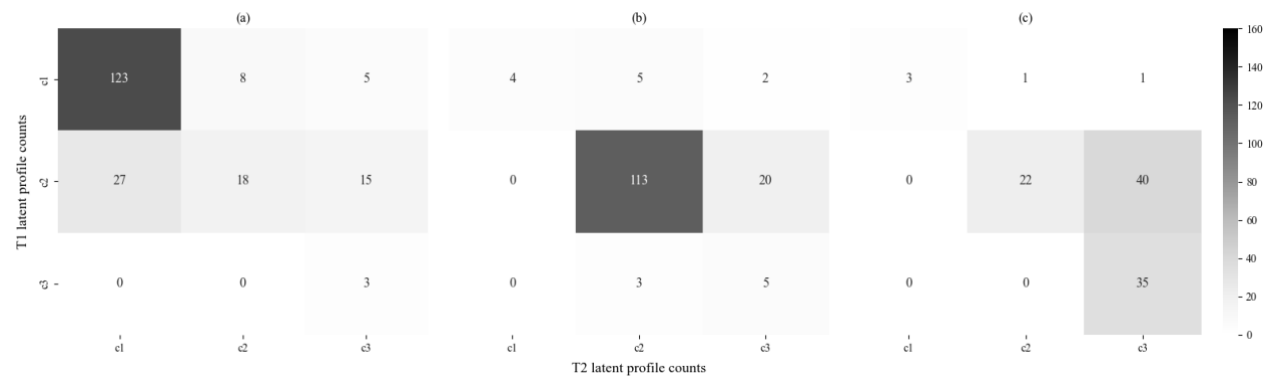 (a) (b) (c)
160
c1 123 8 5 4 5 2 3 1 1
140
120
100
T1 latent profile counts
c2 27 18 15 0 113 20 0 22 40
80
60
40
c3 0 0 3 0 3 5 0 0 35
20
0
c1 c2 c3 c1 c2 c3 c1 c2 c3
T2 latent profile counts